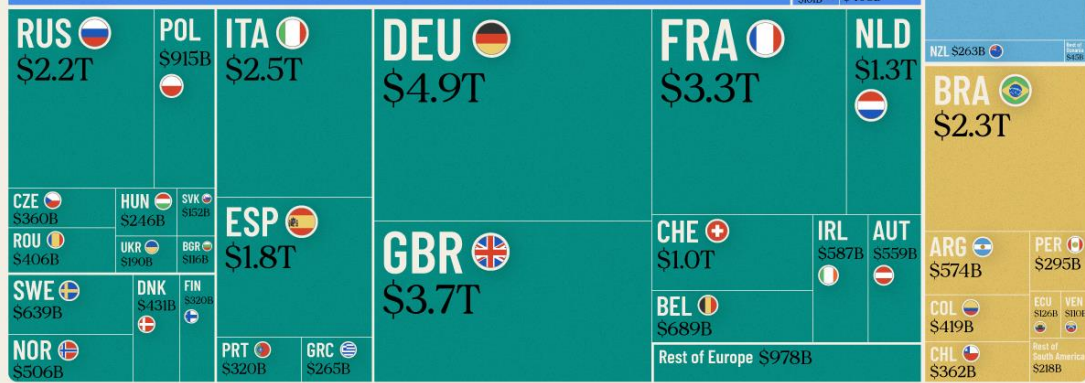 RUS
$2.2T
POL
$915B
ITA
$2.5T
DEU
$4.9T
FRA
$3.3T
NLD
$1.3T
CZE
$360B
HUN
$246B
SVK
$152B
ROU
$406B
UKR
$190B
BGR
$116B
SWE
$639B
DNK
$431B
FIN
$320B
NOR
$506B
ESP
$1.8T
PRT
$320B
GRC
$265B
GBR
$3.7T
CHE
$1.0T
IRL
$587B
AUT
$559B
BEL
$689B
Rest of Europe $978B
NZL $263B
BRA
$2.3T
ARG
$574B
PER
$295B
COL
$419B
ECU
$126B
VEN
CHL
$362B
Rest of
South America
$218B